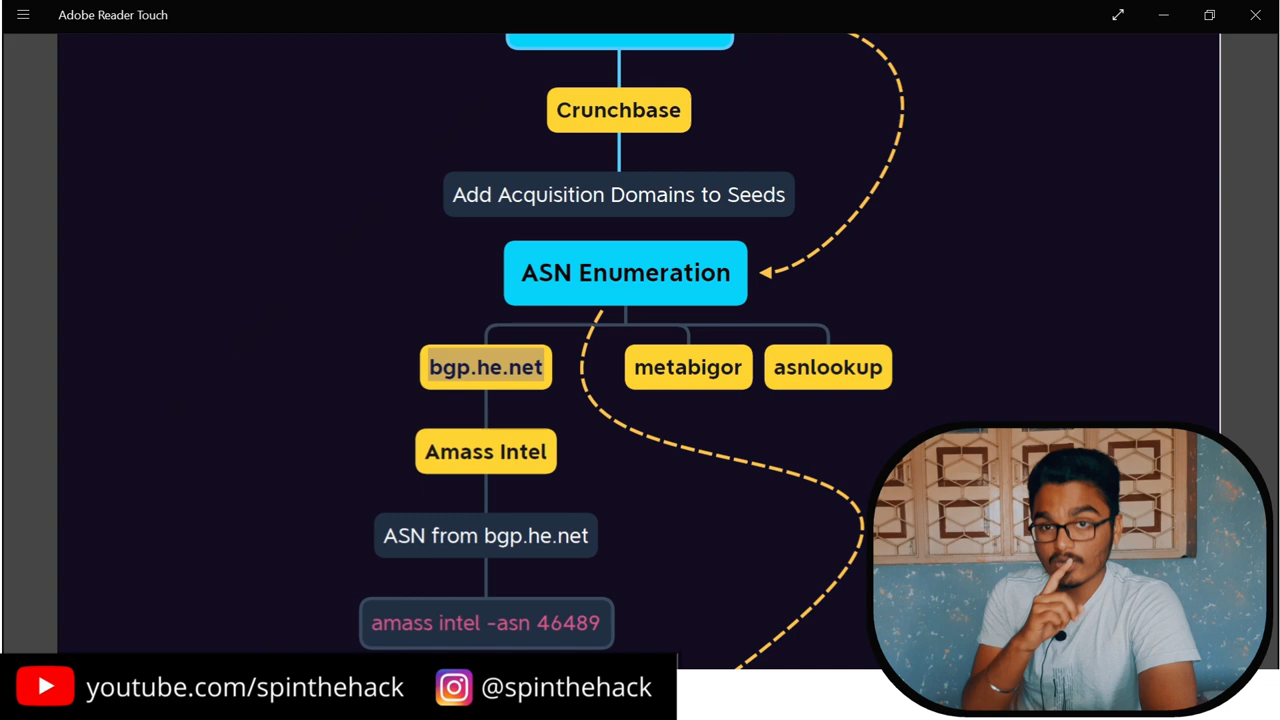 Adobe Reader Touch
Crunchbase
Add Acquisition Domains to Seeds
ASN Enumeration
bgp.he.net
metabigor
asnlookup
Amass Intel
ASN from bgp.he.net
amass intel -asn 46489
youtube.com/spinthehack
@spinthehack